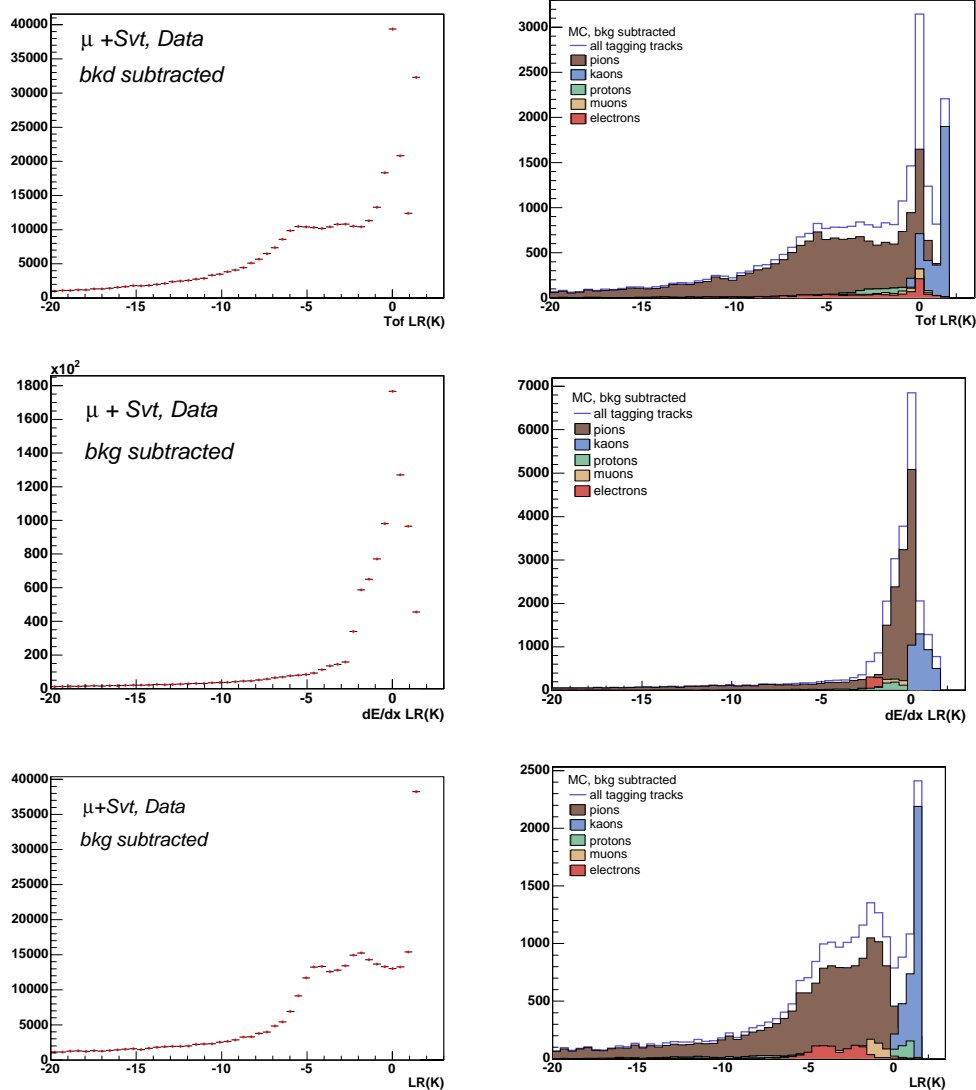 40000
35000
30000
25000
20000
15000
10000
5000
0
μ +Svt, Data
bkd subtracted
-20 -15 -10 -5 0
Tof LR(K)
3000
2500
2000
1500
1000
500
0
MC, bkg subtracted
all tagging tracks
pions
kaons
protons
muons
electrons
-20 -15 -10 -5 0
Tof LR(K)
x10²
1800
1600
1400
1200
1000
800
600
400
200
0
μ + Svt, Data
bkg subtracted
-20 -15 -10 -5 0
dE/dx LR(K)
7000
6000
5000
4000
3000
2000
1000
0
MC, bkg subtracted
all tagging tracks
pions
kaons
protons
muons
electrons
-20 -15 -10 -5 0
dE/dx LR(K)
40000
35000
30000
25000
20000
15000
10000
5000
0
μ+Svt, Data
bkg subtracted
-20 -15 -10 -5 0
LR(K)
2500
2000
1500
1000
500
0
MC, bkg subtracted
all tagging tracks
pions
kaons
protons
muons
electrons
-20 -15 -10 -5 0
LR(K)